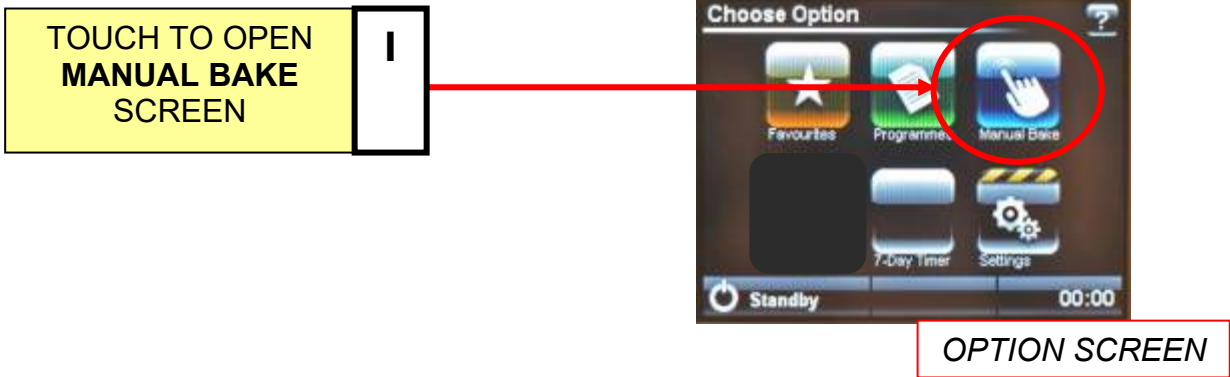 TOUCH TO OPEN
MANUAL BAKE
SCREEN
I
Choose Option
?
Favourites
Programmes
Manual Bake
7-Day Timer
Settings
Standby
00:00
OPTION SCREEN